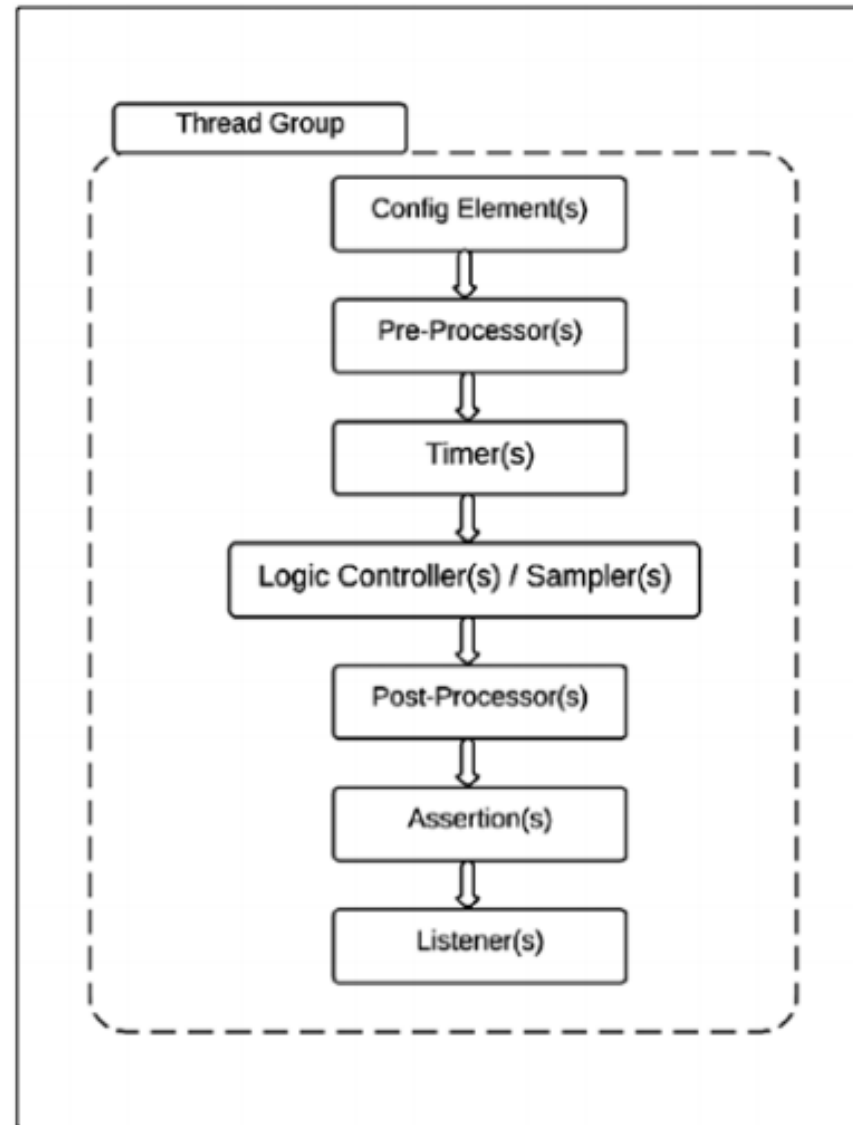 Thread Group
Config Element(s)
Pre-Processor(s)
Timer(s)
Logic Controller(s) / Sampler(s)
Post-Processor(s)
Assertion(s)
Listener(s)